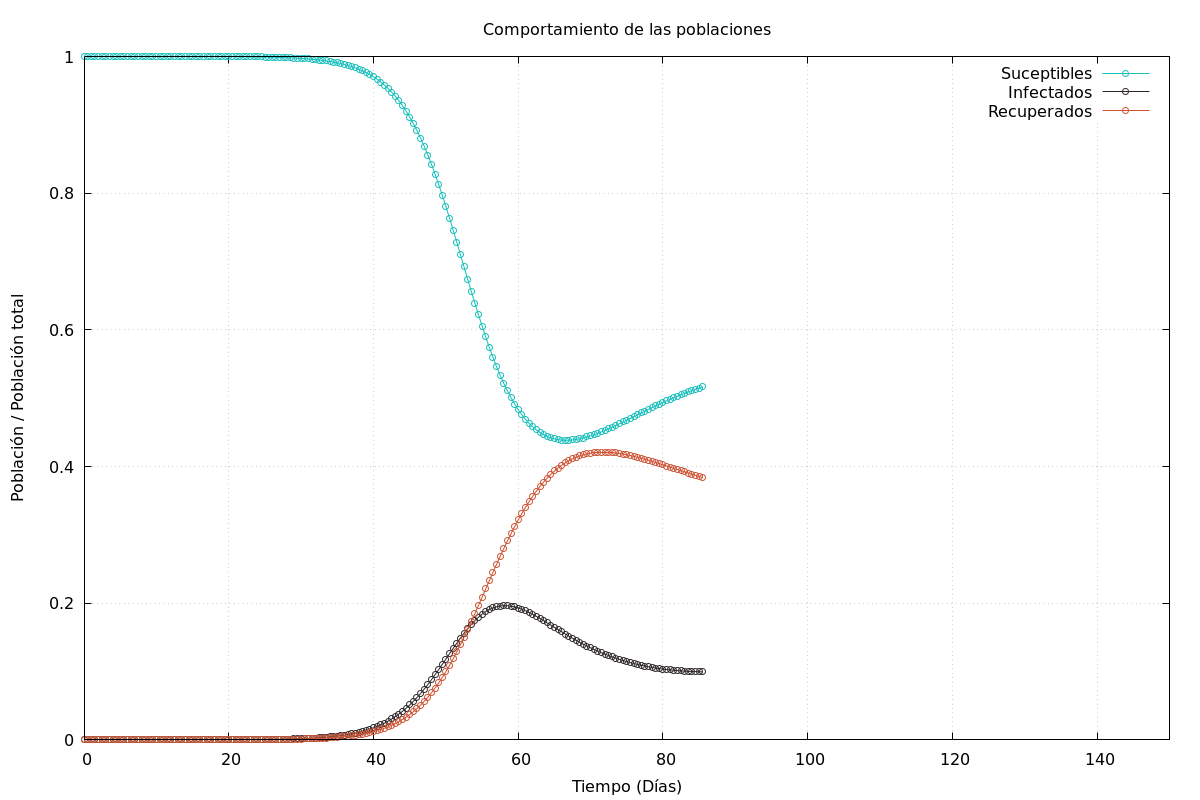 Comportamiento de las poblaciones
Suceptibles
Infectados
Recuperados
1
0.8
0.6
0.4
0.2
0
Población / Población total
0 20 40 60 80 100 120 140
Tiempo (Días)